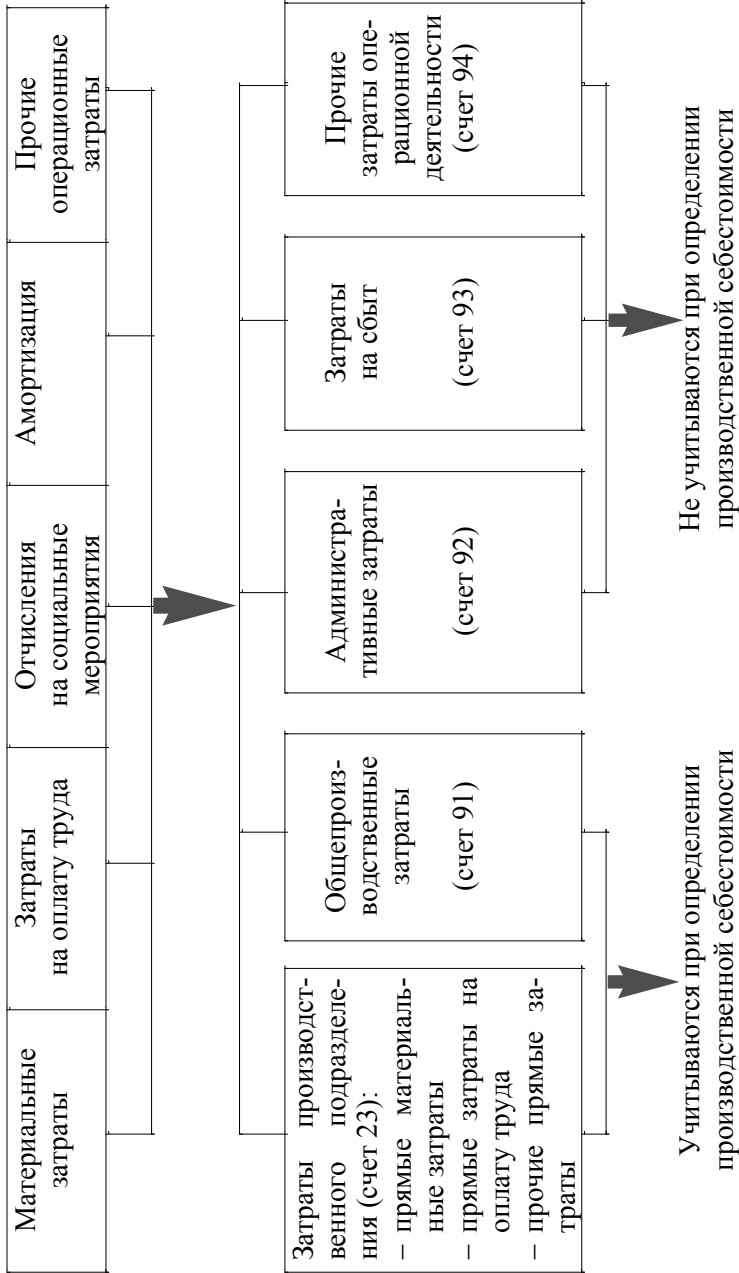 Материальные
затраты
Затраты
на оплату труда
Отчисления
на социальные
мероприятия
Амортизация
Прочие
операционные
затраты
Затраты производст-
венного подразделе-
ния (счет 23):
– прямые материаль-
ные затраты
– прямые затраты на
оплату труда
– прочие прямые за-
траты
Общепроиз-
водственные
затраты
(счет 91)
Администра-
тивные затраты
(счет 92)
Затраты
на сбыт
(счет 93)
Прочие
затраты опе-
рационной
деятельности
(счет 94)
Учитываются при определении
производственной себестоимости
Не учитываются при определении
производственной себестоимости